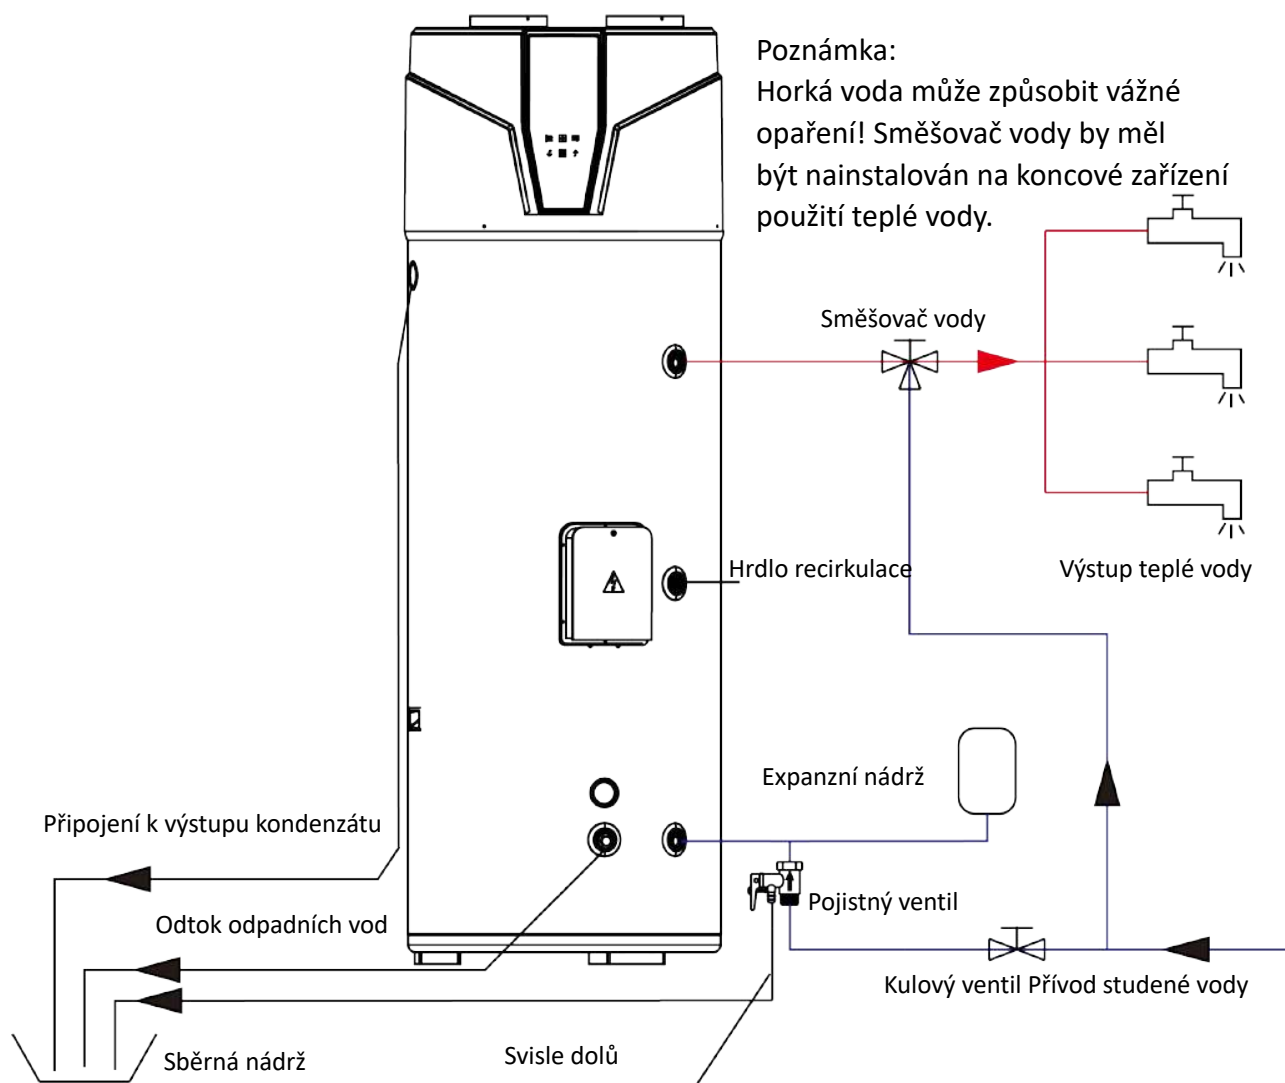 Poznámka:
Horká voda může způsobit vážné
opaření! Směšovač vody by měl
být nainstalován na koncové zařízení
použití teplé vody.
Směšovač vody
Hrdlo recirkulace
Výstup teplé vody
Expanzní nádrž
Připojení k výstupu kondenzátu
Pojistný ventil
Odtok odpadních vod
Kulový ventil Přívod studené vody
Svisle dolů
Sběrná nádrž